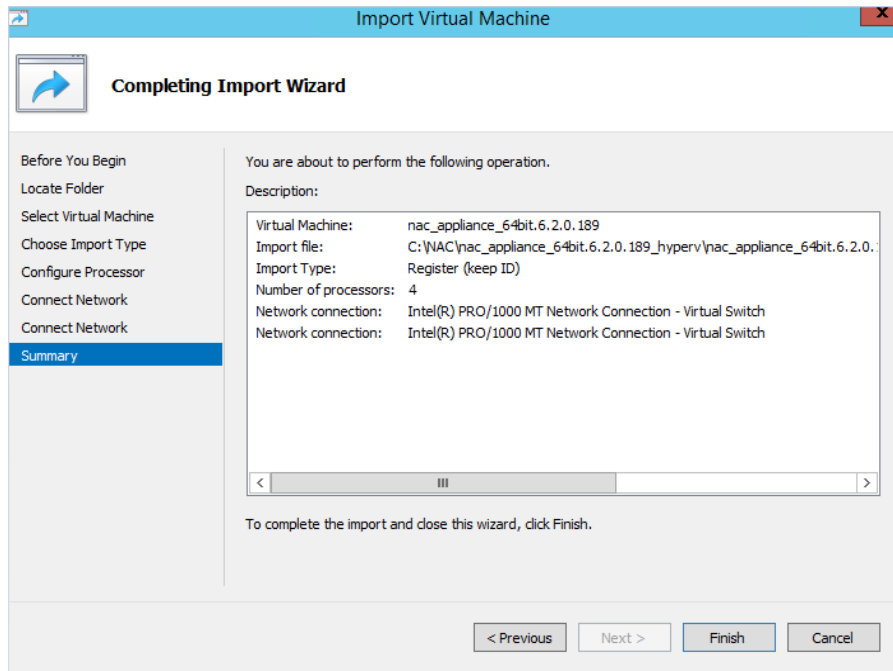 Import Virtual Machine
X
Completing Import Wizard
Before You Begin
Locate Folder
Select Virtual Machine
Choose Import Type
Configure Processor
Connect Network
Connect Network
Summary
You are about to perform the following operation.
Description:
Virtual Machine: nac_appliance_64bit.6.2.0.189
Import file: C:\NAC\nac_appliance_64bit.6.2.0.189_hyperv\nac_appliance_64bit.6.2.0.
Import Type: Register (keep ID)
Number of processors: 4
Network connection: Intel(R) PRO/1000 MT Network Connection - Virtual Switch
Network connection: Intel(R) PRO/1000 MT Network Connection - Virtual Switch
To complete the import and close this wizard, click Finish.
< Previous
Next >
Finish
Cancel